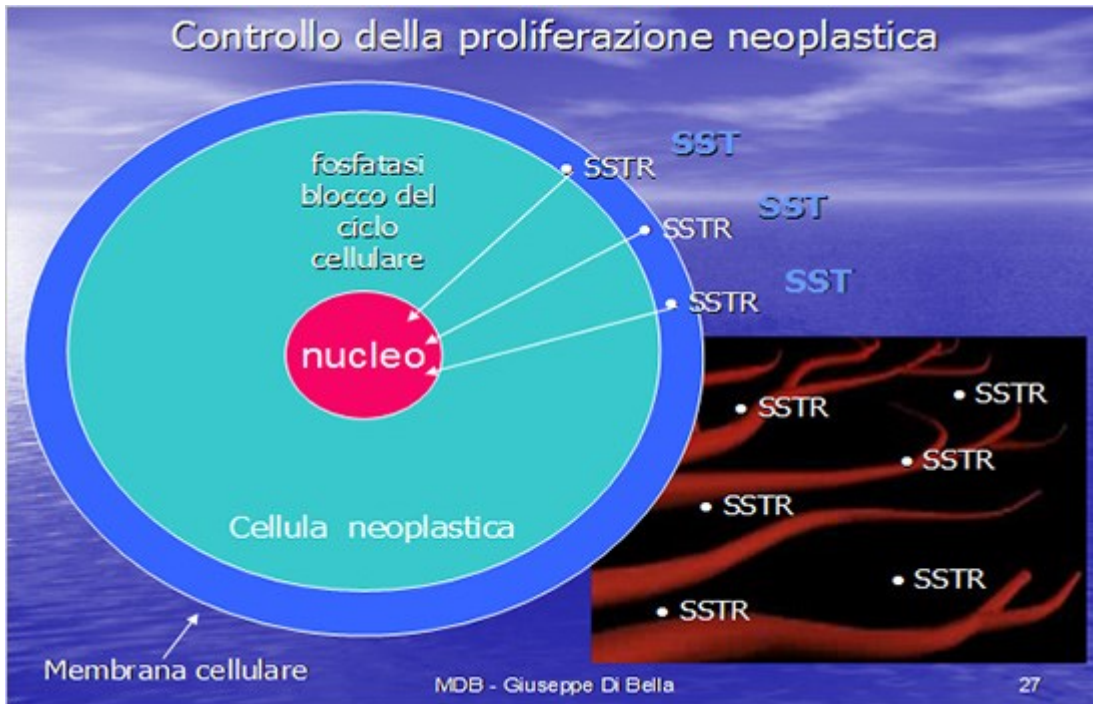 Controllo della proliferazione neoplastica
SST
SSTR
fosfatasi
blocco del
ciclo
cellulare
SST
SSTR
SST
SSTR
nucleo
SSTR
SSTR
SSTR
SSTR
Cellula neoplastica
SSTR
SSTR
Membrana cellulare
MDB - Giuseppe Di Bella
27